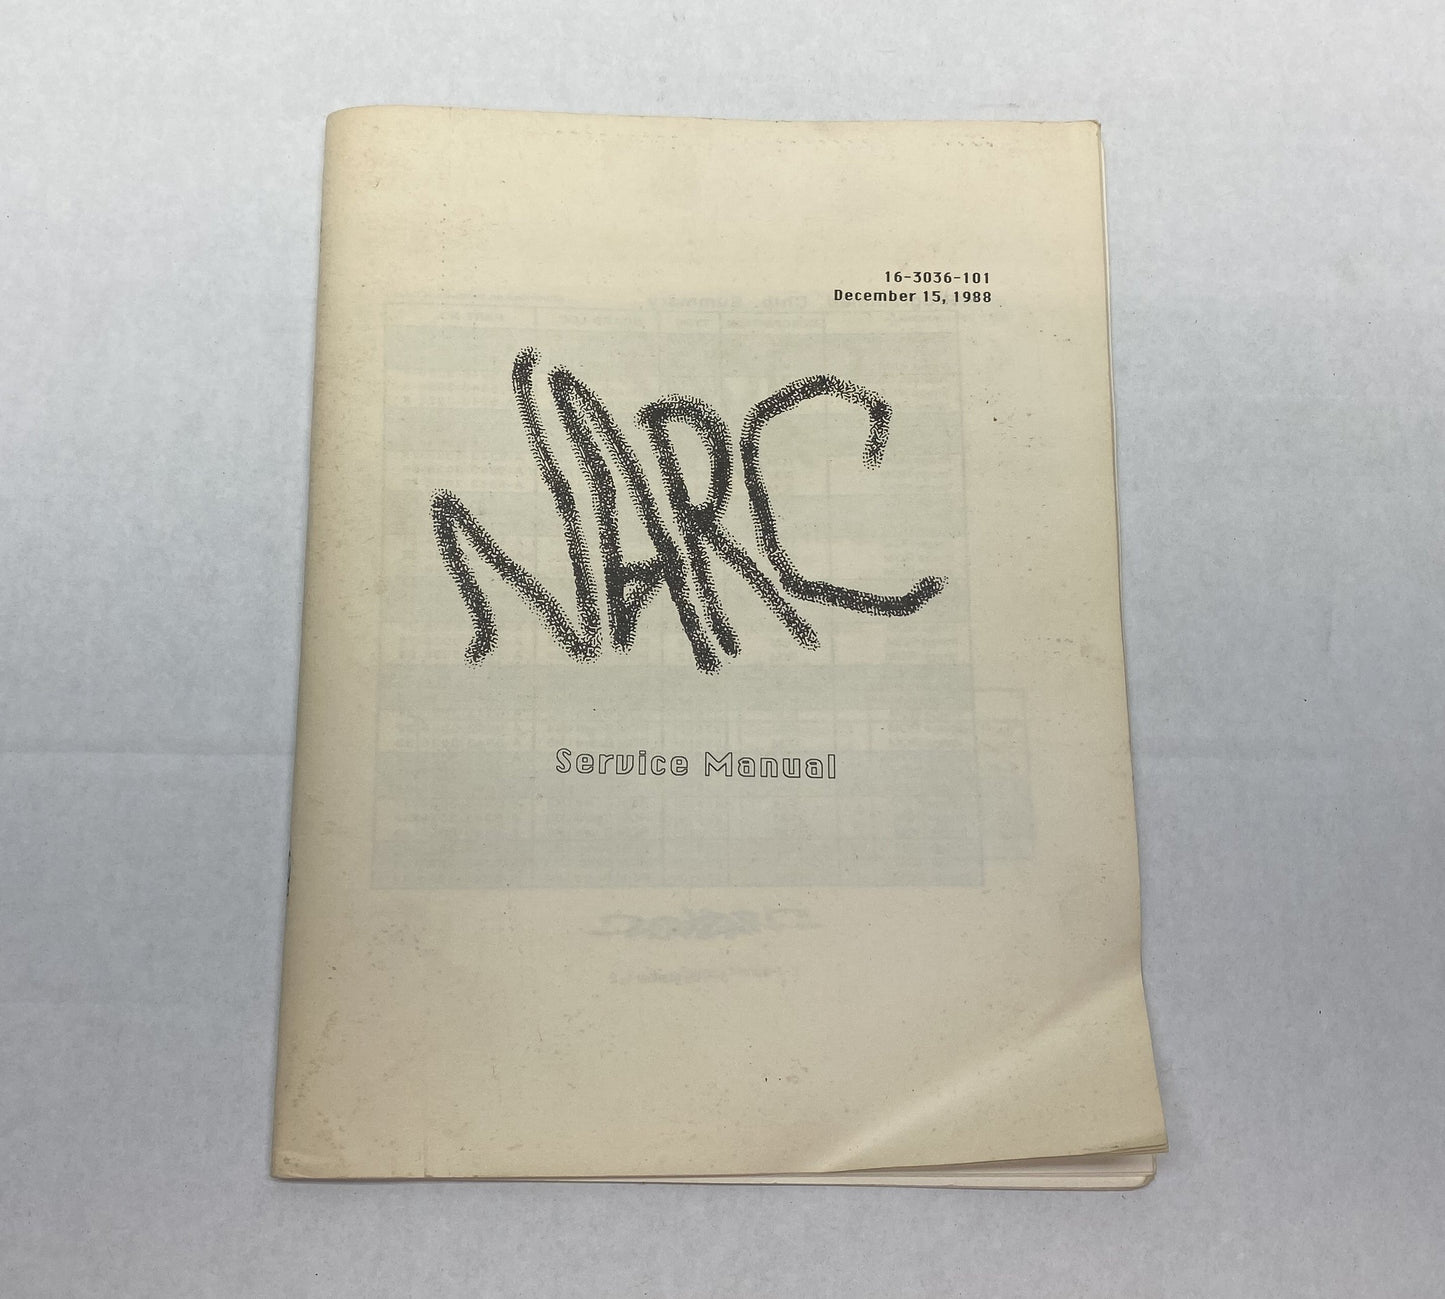 16-3036-101
December 15, 1988
NARC
Service Manual